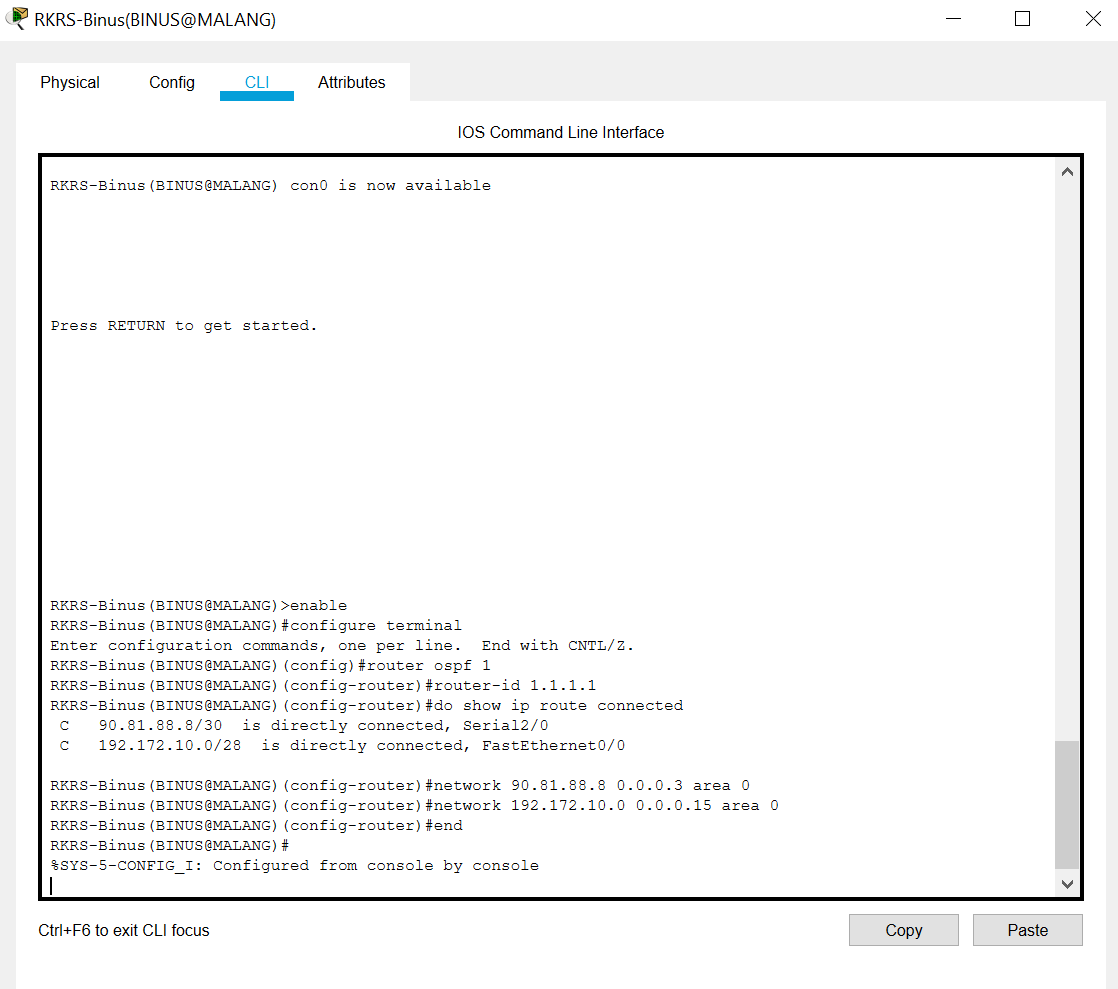 RKRS-Binus(BINUS@MALANG)
Physical Config CLI Attributes
IOS Command Line Interface
RKRS-Binus(BINUS@MALANG) con0 is now available
Press RETURN to get started.
RKRS-Binus(BINUS@MALANG)>enable
RKRS-Binus(BINUS@MALANG)#configure terminal
Enter configuration commands, one per line.  End with CNTL/Z.
RKRS-Binus(BINUS@MALANG)(config)#router ospf 1
RKRS-Binus(BINUS@MALANG)(config-router)#router-id 1.1.1.1
RKRS-Binus(BINUS@MALANG)(config-router)#do show ip route connected
 C   90.81.88.8/30  is directly connected, Serial2/0
 C   192.172.10.0/28  is directly connected, FastEthernet0/0
RKRS-Binus(BINUS@MALANG)(config-router)#network 90.81.88.8 0.0.0.3 area 0
RKRS-Binus(BINUS@MALANG)(config-router)#network 192.172.10.0 0.0.0.15 area 0
RKRS-Binus(BINUS@MALANG)(config-router)#end
RKRS-Binus(BINUS@MALANG)#
%SYS-5-CONFIG_I: Configured from console by console
Ctrl+F6 to exit CLI focus Copy Paste